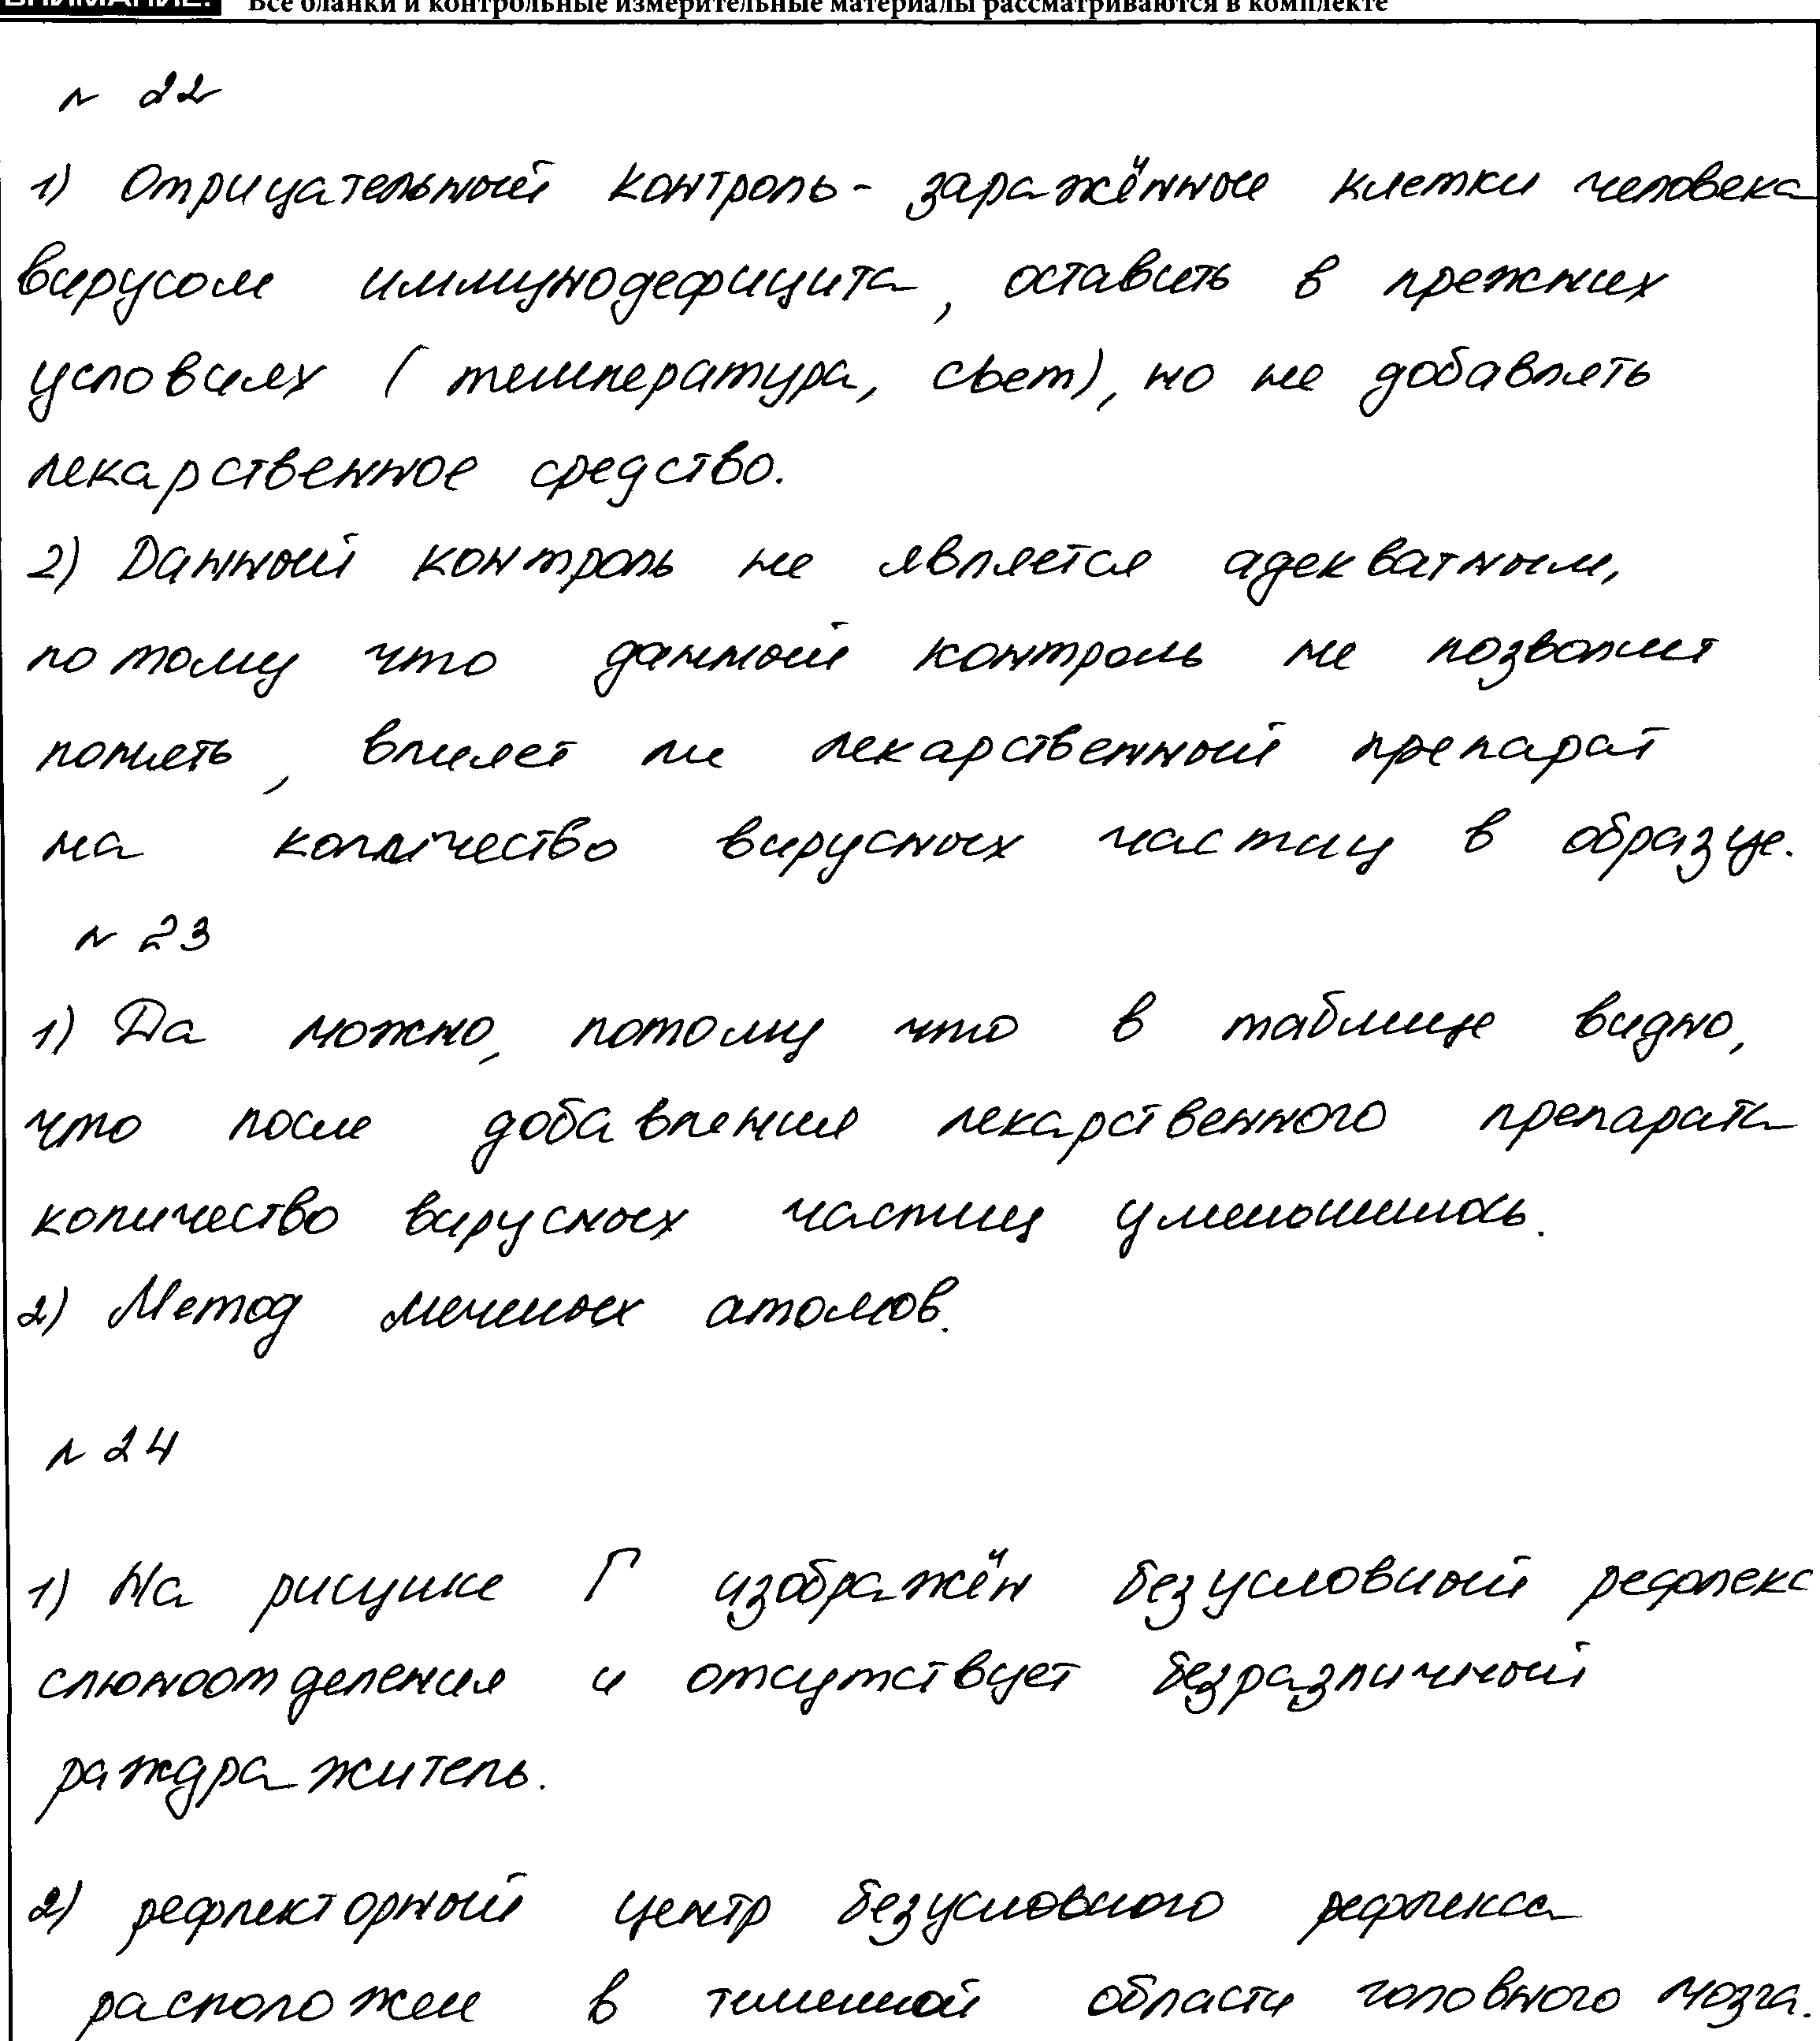 ВНИМАНИЕ! Все бланки и контрольные измерительные материалы рассматриваются в комплекте
n 22
1) Отрицательный контроль - заражённые клетки человека
вирусом иммунодефицита, оставить в прежних
условиях (температура, свет), но не добавлять
лекарственное средство.
2) Данный контроль не является адекватным,
потому что данный контроль не позволит
понять, влияет ли лекарственный препарат
на количество вирусных частиц в образце.
n 23
1) Да можно, потому что в таблице видно,
что после добавления лекарственного препарата
количество вирусных частиц уменьшилось.
2) Метод меченых атомов.
n 24
1) На рисунке Г изображён безусловный рефлекс
слюноотделения и отсутствует безразличный
раждражитель.
2) рефлекторный центр безусловного рефлекса
расположен в теменной области головного мозга.